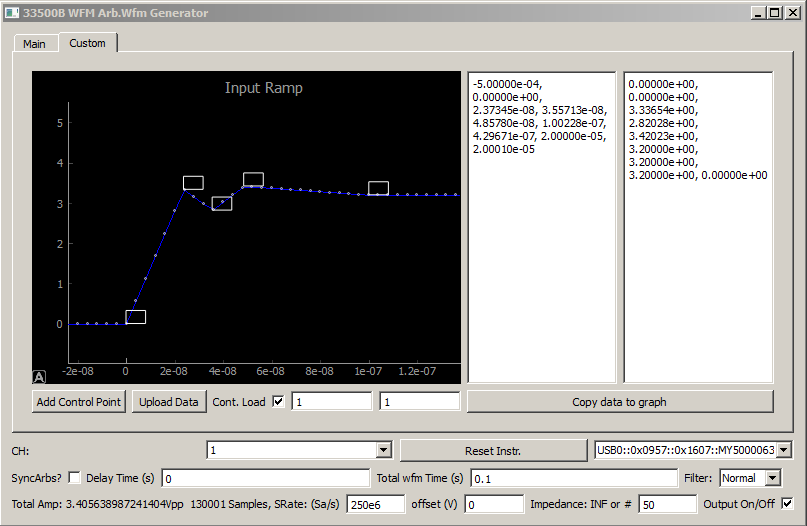 33500B WFM Arb.Wfm Generator
Main Custom
Input Ramp
5
4
3
2
1
0
-2e-08 0 2e-08 4e-08 6e-08 8e-08 1e-07 1.2e-07
A
-5.00000e-04,
0.00000e+00,
2.37345e-08, 3.55713e-08,
4.85780e-08, 1.00228e-07,
4.29671e-07, 2.00000e-05,
2.00010e-05
0.00000e+00,
0.00000e+00,
3.33654e+00,
2.82028e+00,
3.42023e+00,
3.20000e+00,
3.20000e+00,
3.20000e+00, 0.00000e+00
Add Control Point Upload Data Cont. Load 1 1 Copy data to graph
CH: 1 Reset Instr. USB0::0x0957::0x1607::MY5000063
SyncArbs? Delay Time (s) 0 Total wfm Time (s) 0.1 Filter: Normal
Total Amp: 3.405638987241404Vpp 130001 Samples, SRate: (Sa/s) 250e6 offset (V) 0 Impedance: INF or # 50 Output On/Off